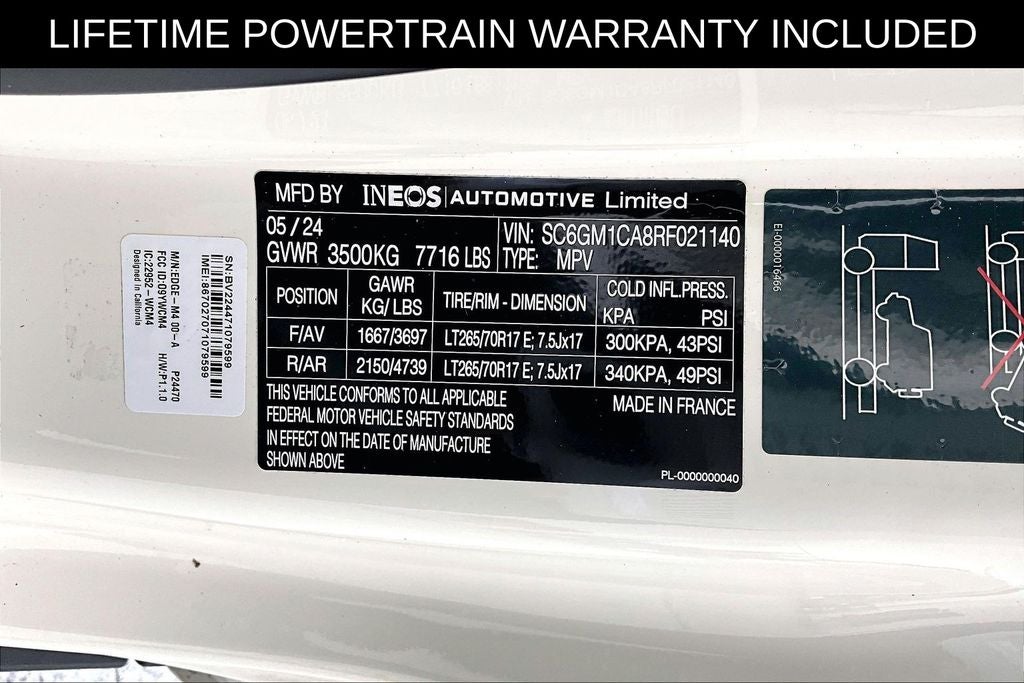 LIFETIME POWERTRAIN WARRANTY INCLUDED
MFD BY INEOS AUTOMOTIVE Limited
05 / 24
GVWR 3500KG 7716 LBS
VIN: SC6GM1CA8RF021140
TYPE: MPV
POSITION GAWR KG/ LBS TIRE/RIM - DIMENSION COLD INFL.PRESS. KPA PSI
F/AV 1667/3697 LT265/70R17 E; 7.5Jx17 300KPA, 43PSI
R/AR 2150/4739 LT265/70R17 E; 7.5Jx17 340KPA, 49PSI
THIS VEHICLE CONFORMS TO ALL APPLICABLE
FEDERAL MOTOR VEHICLE SAFETY STANDARDS
IN EFFECT ON THE DATE OF MANUFACTURE
SHOWN ABOVE
MADE IN FRANCE
PL-0000000040
SN:BV224471079599
IMEI:867027071079599
M/N:EDGE-M4 00-A P24470
FCC ID:O9YWCM4 H/W:P1.1.0
IC:22952-WCM4
Designed in California
EI-0000016466